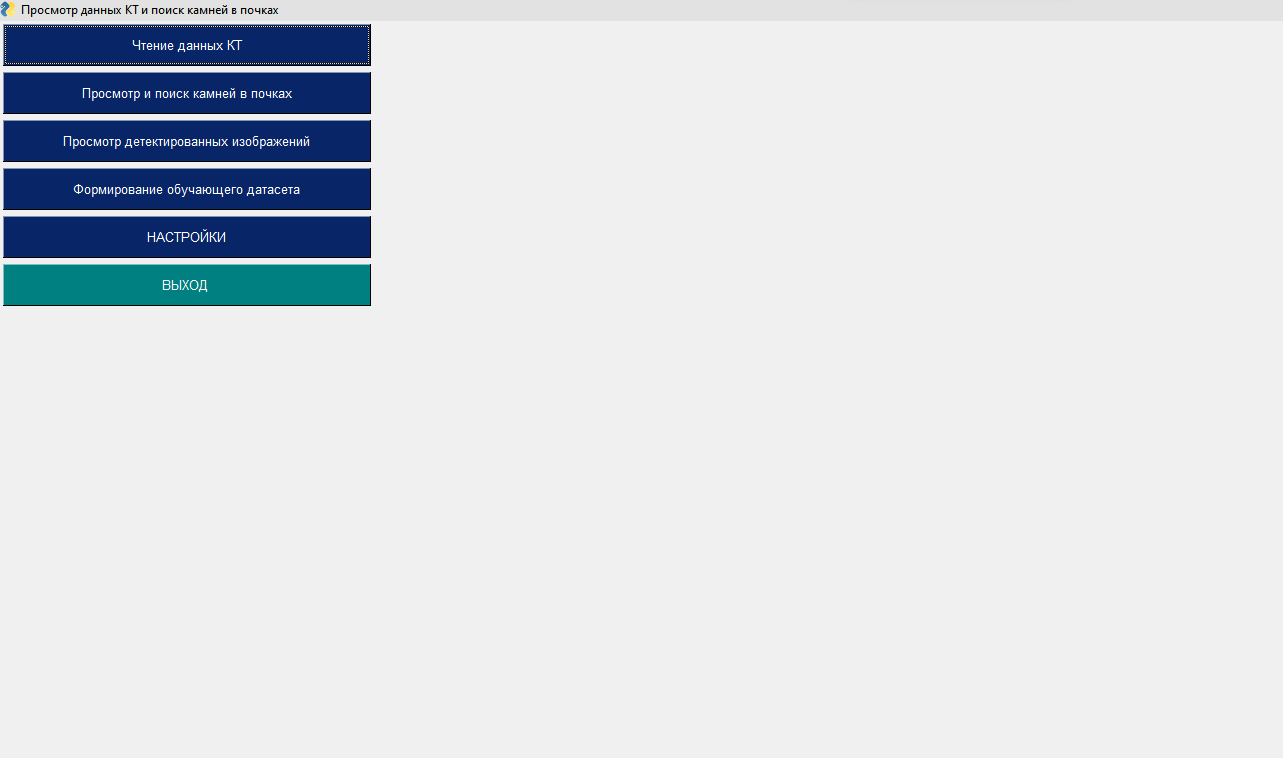 Просмотр данных КТ и поиск камней в почках
Чтение данных КТ
Просмотр и поиск камней в почках
Просмотр детектированных изображений
Формирование обучающего датасета
НАСТРОЙКИ
ВЫХОД